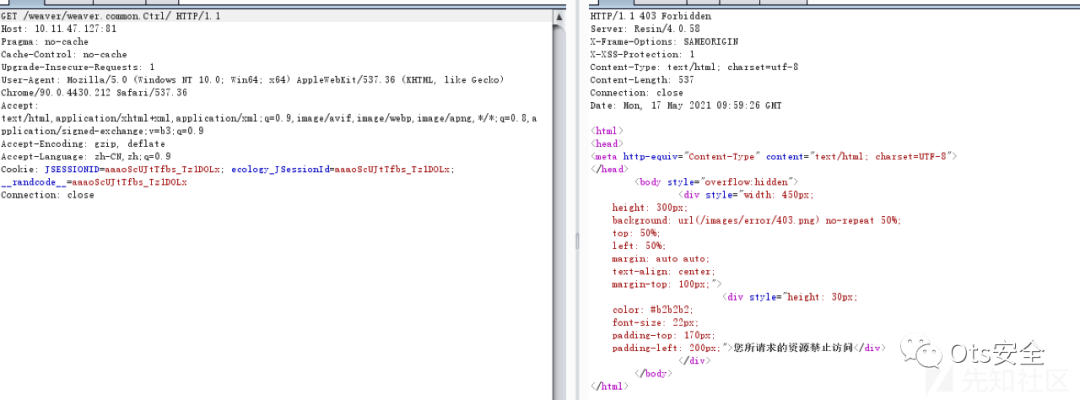 GET /weaver/weaver.common.Ctrl/ HTTP/1.1
Host: 10.11.47.127:81
Pragma: no-cache
Cache-Control: no-cache
Upgrade-Insecure-Requests: 1
User-Agent: Mozilla/5.0 (Windows NT 10.0; Win64; x64) AppleWebKit/537.36 (KHTML, like Gecko)
Chrome/90.0.4430.212 Safari/537.36
Accept:
text/html,application/xhtml+xml,application/xml;q=0.9,image/avif,image/webp,image/apng,*/*;q=0.8,a
pplication/signed-exchange;v=b3;q=0.9
Accept-Encoding: gzip, deflate
Accept-Language: zh-CN,zh;q=0.9
Cookie: JSESSIONID=aaaoScUJtTfbs_Tz1DOLx; ecology_JSessionId=aaaoScUJtTfbs_Tz1DOLx;
__randcode__=aaaoScUJtTfbs_Tz1DOLx
Connection: close
HTTP/1.1 403 Forbidden
Server: Resin/4.0.58
X-Frame-Options: SAMEORIGIN
X-XSS-Protection: 1
Content-Type: text/html; charset=utf-8
Content-Length: 537
Connection: close
Date: Mon, 17 May 2021 09:59:26 GMT
<html>
<head>
<meta http-equiv="Content-Type" content="text/html; charset=UTF-8">
</head>
<body style="overflow:hidden">
<div style="width: 450px;
height: 300px;
background: url(/images/error/403.png) no-repeat 50%;
top: 50%;
left: 50%;
margin: auto auto;
text-align: center;
margin-top: 100px;">
<div style="height: 30px;
color: #b2b2b2;
font-size: 22px;
padding-top: 170px;
padding-left: 200px;">您所请求的资源禁止访问</div>
</div>
</body>
</html>
Ots安全
先知社区